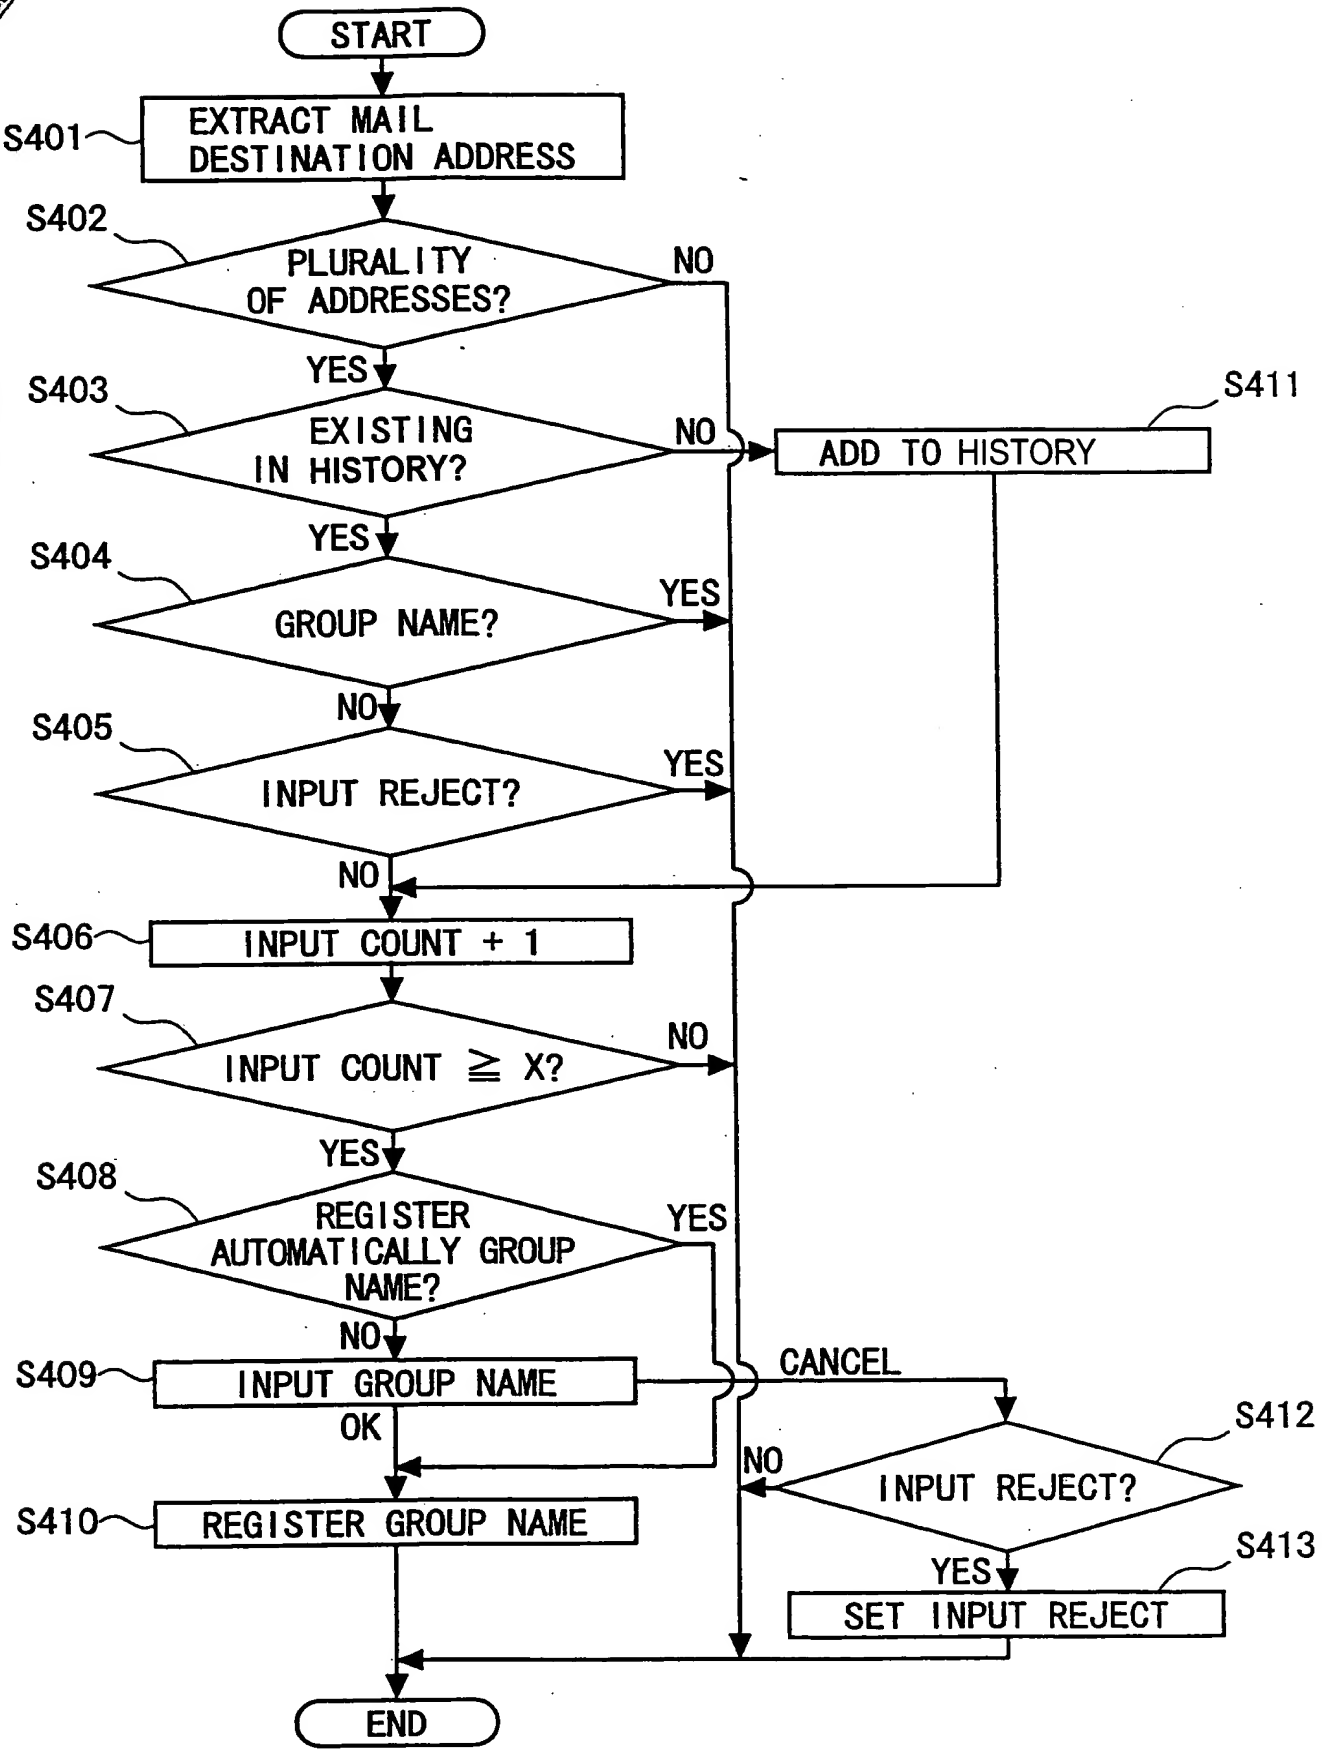 START
S401
EXTRACT MAIL
DESTINATION ADDRESS
S402
PLURALITY
OF ADDRESSES?
NO
YES
S403
EXISTING
IN HISTORY?
NO
S411
ADD TO HISTORY
YES
S404
GROUP NAME?
YES
NO
S405
INPUT REJECT?
YES
NO
S406
INPUT COUNT + 1
S407
INPUT COUNT ≧ X?
NO
YES
S408
REGISTER
AUTOMATICALLY GROUP
NAME?
YES
NO
S409
INPUT GROUP NAME
CANCEL
OK
S412
INPUT REJECT?
NO
S410
REGISTER GROUP NAME
YES
S413
SET INPUT REJECT
END